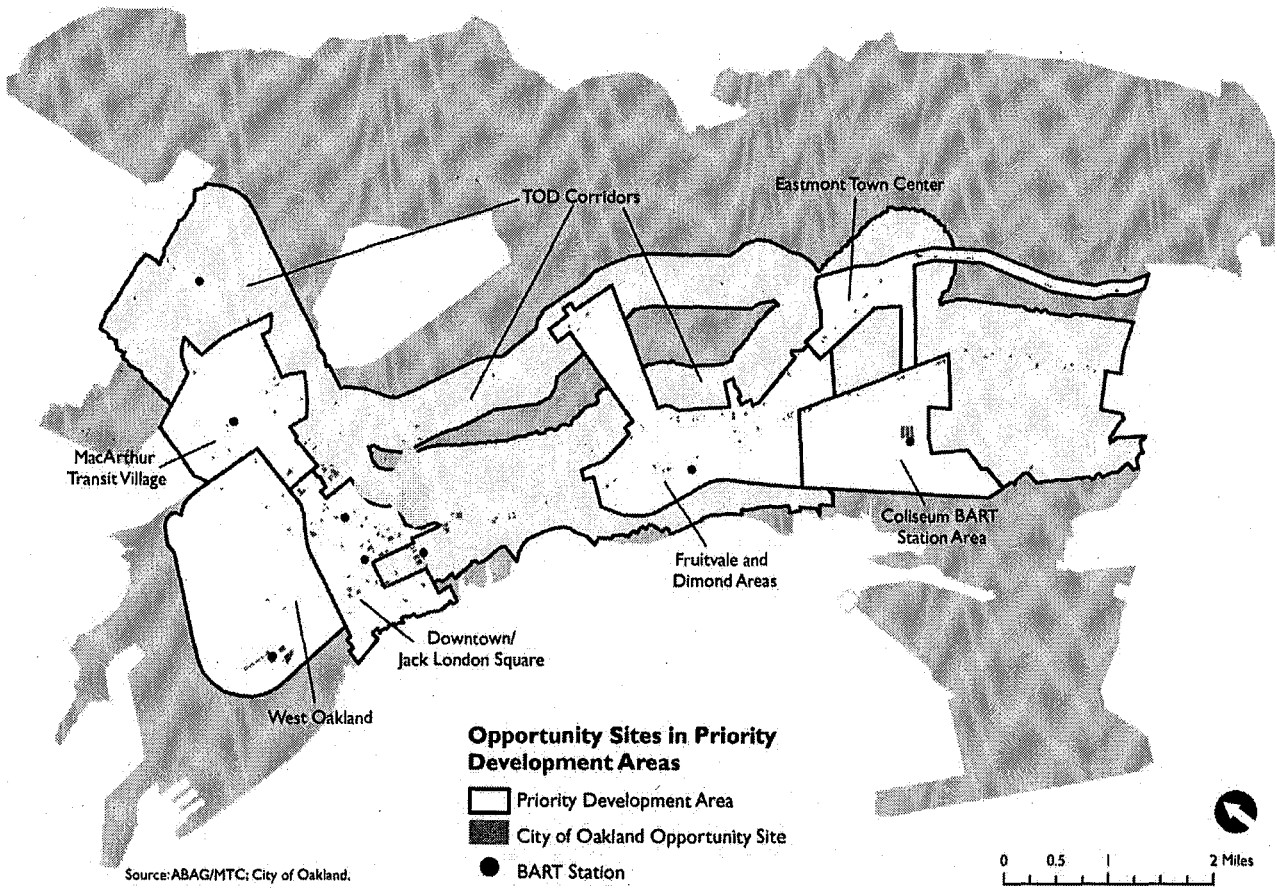 TOD Corridors
Eastmont Town Center
MacArthur
Transit Village
Coliseum BART
Station Area
Fruitvale and
Dimond Areas
Downtown/
Jack London Square
West Oakland
Opportunity Sites in Priority
Development Areas
Priority Development Area
City of Oakland Opportunity Site
BART Station
Source: ABAG/MTC; City of Oakland.
0 0.5 1 2 Miles